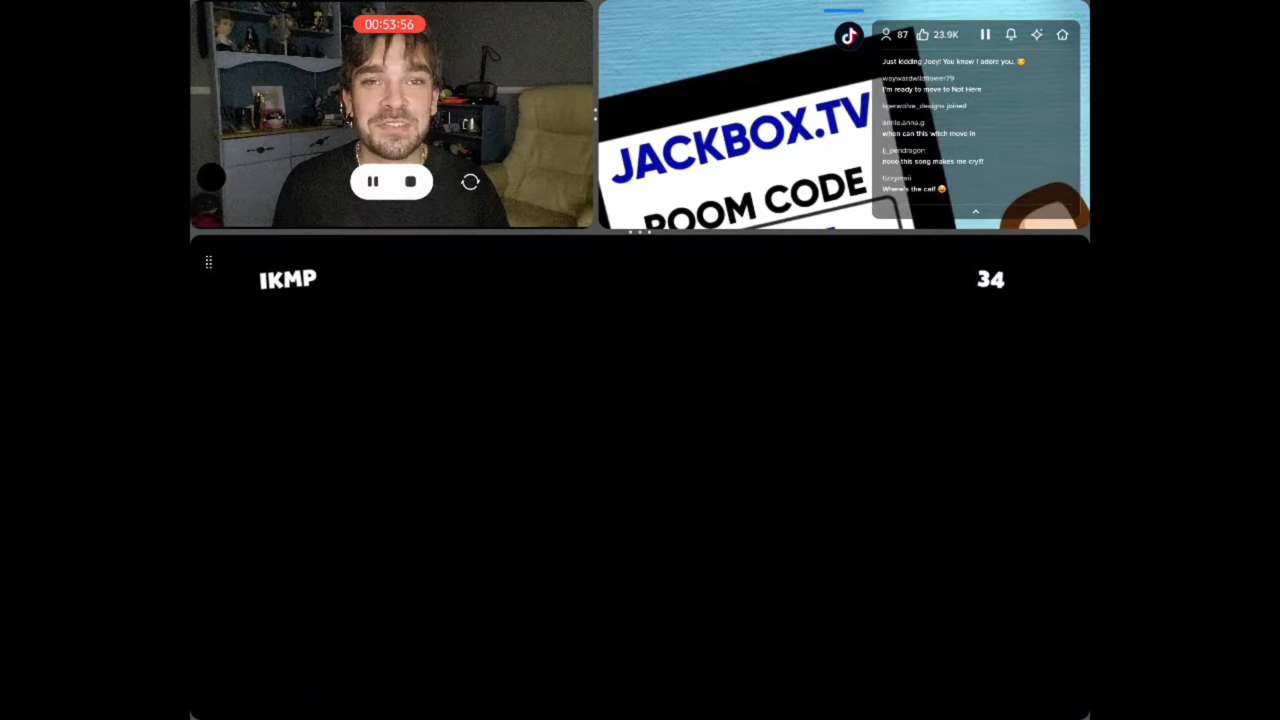 00:53:56
JACKBOX.TV
ROOM CODE
87 23.9K
Just kidding Joey! You know I adore you. 😊
waywardwildflower79
I'm ready to move to Not Here
tigerwolve_designs joined
annie.anna.g
when can this witch move in
nooo this song makes me cry!!!
Where's the cat! 😄
IKMP
34